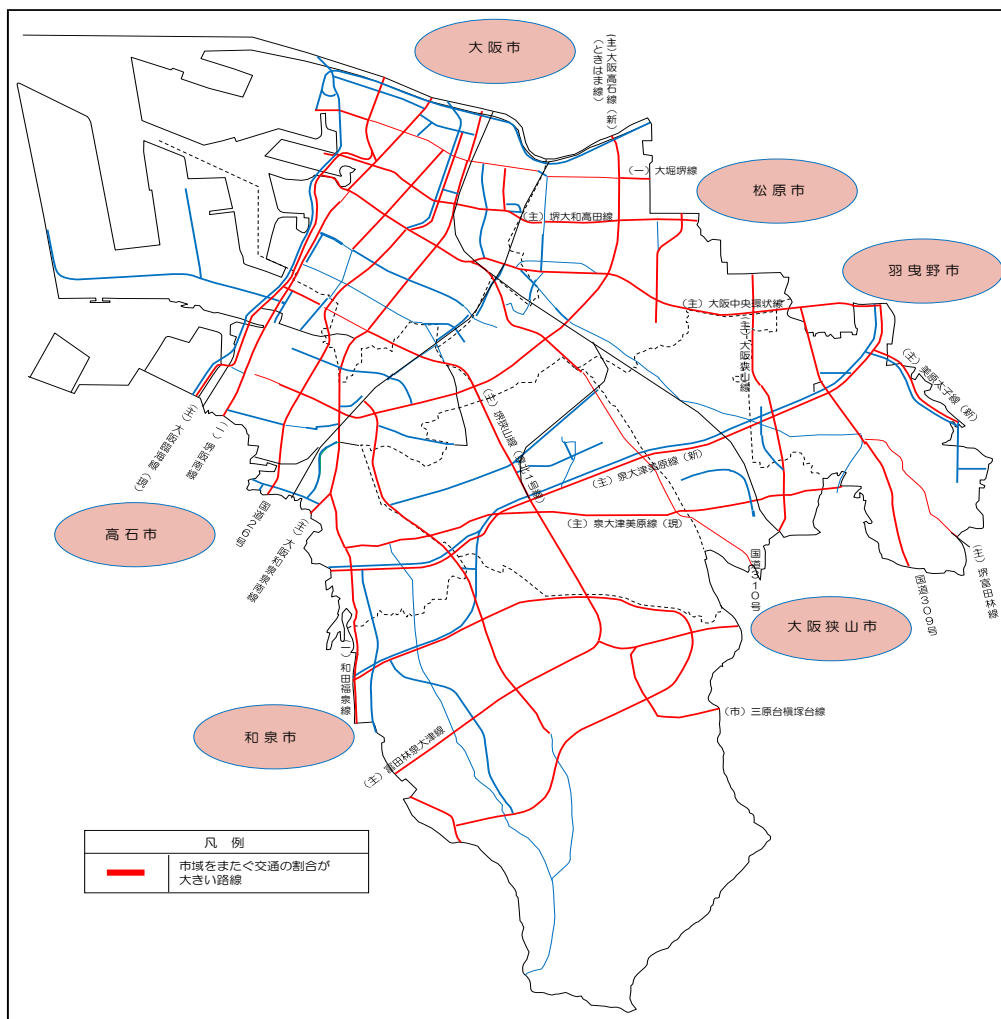 大阪市
(主)大阪高石線(新)
(ときはま線)
(一)大堀堺線
松原市
(主)堺大和高田線
羽曳野市
(主)大阪中央環状線
(主)大阪狭山線
(主)美原太子線(新)
(主)堺狭山線
(主)大阪臨海線(現)
(一)堺阪南線
(主)泉大津美原線(新)
高石市
国道26号
(主)大阪和泉泉南線
(主)泉大津美原線(現)
国道310号
国道309号
(主)堺富田林線
大阪狭山市
(一)和田福泉線
(市)三原台槇塚台線
和泉市
(主)富田林泉大津線
凡 例
市域をまたぐ交通の割合が
大きい路線